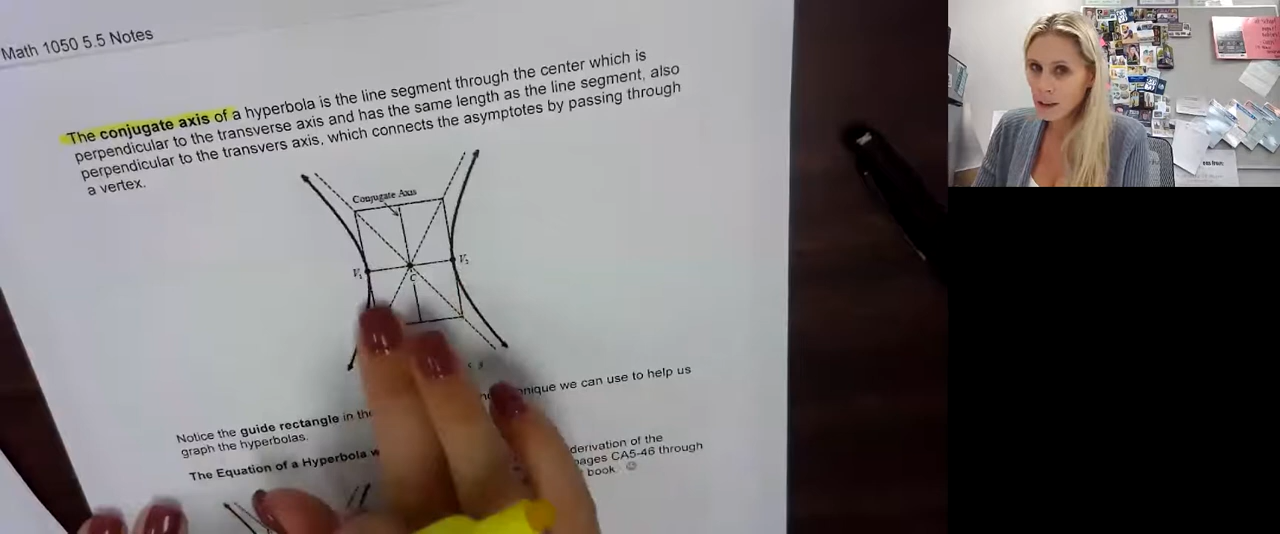 Math 1050 5.5 Notes
The conjugate axis of a hyperbola is the line segment through the center which is
perpendicular to the transverse axis and has the same length as the line segment, also
perpendicular to the transvers axis, which connects the asymptotes by passing through
a vertex.
Conjugate Axis
V₁
V₂
C
Notice the guide rectangle in the
nique we can use to help us
graph the hyperbolas.
The Equation of a Hyperbola w
derivation of the
ages CA5-46 through
book. ☺